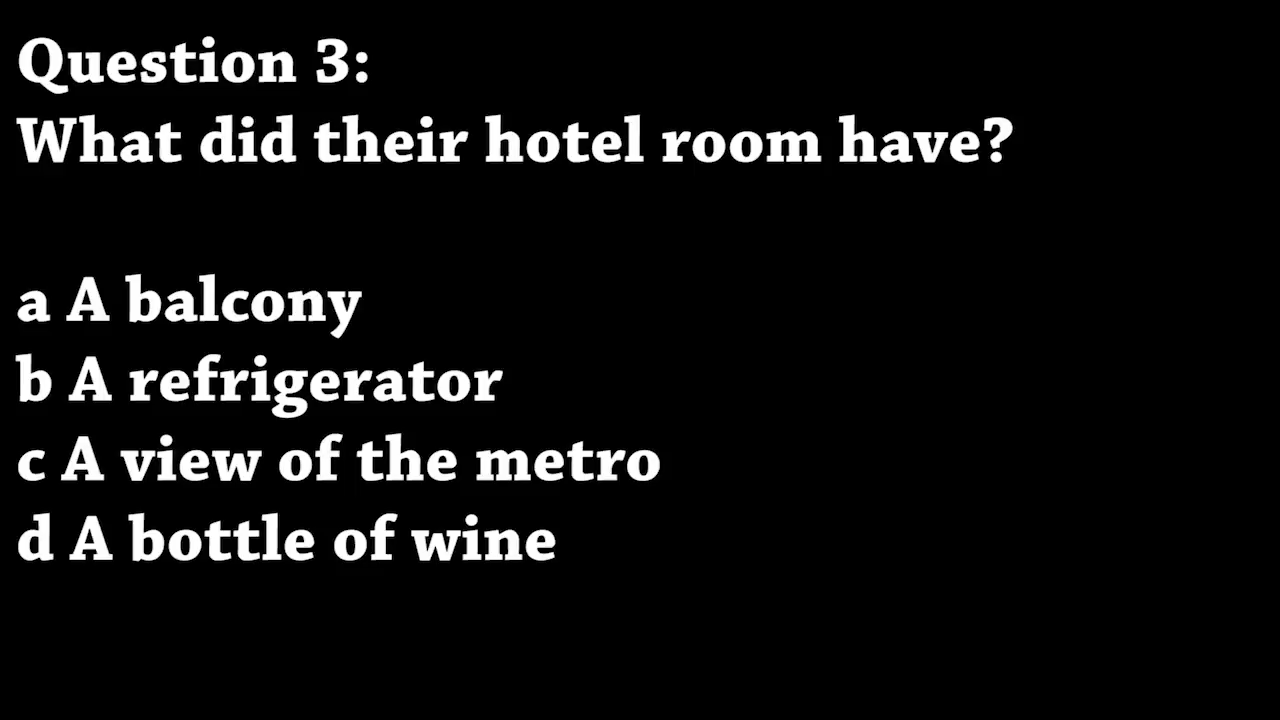 Question 3:
What did their hotel room have?
a A balcony
b A refrigerator
c A view of the metro
d A bottle of wine